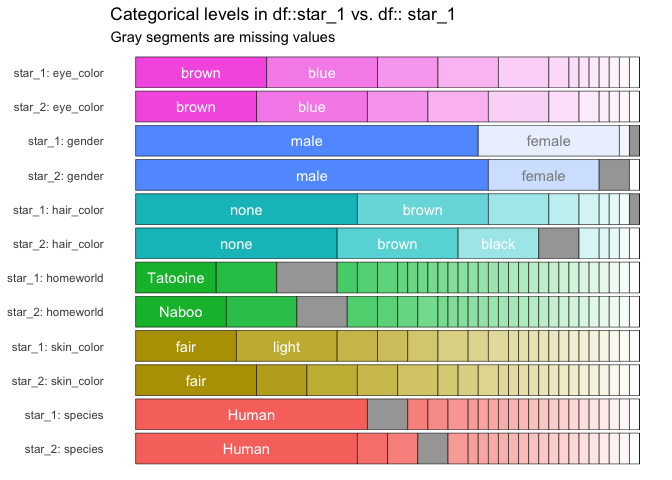 Categorical levels in df::star_1 vs. df:: star_1
Gray segments are missing values
star_1: eye_color brown blue
star_2: eye_color brown blue
star_1: gender male female
star_2: gender male female
star_1: hair_color none brown
star_2: hair_color none brown black
star_1: homeworld Tatooine
star_2: homeworld Naboo
star_1: skin_color fair light
star_2: skin_color fair
star_1: species Human
star_2: species Human